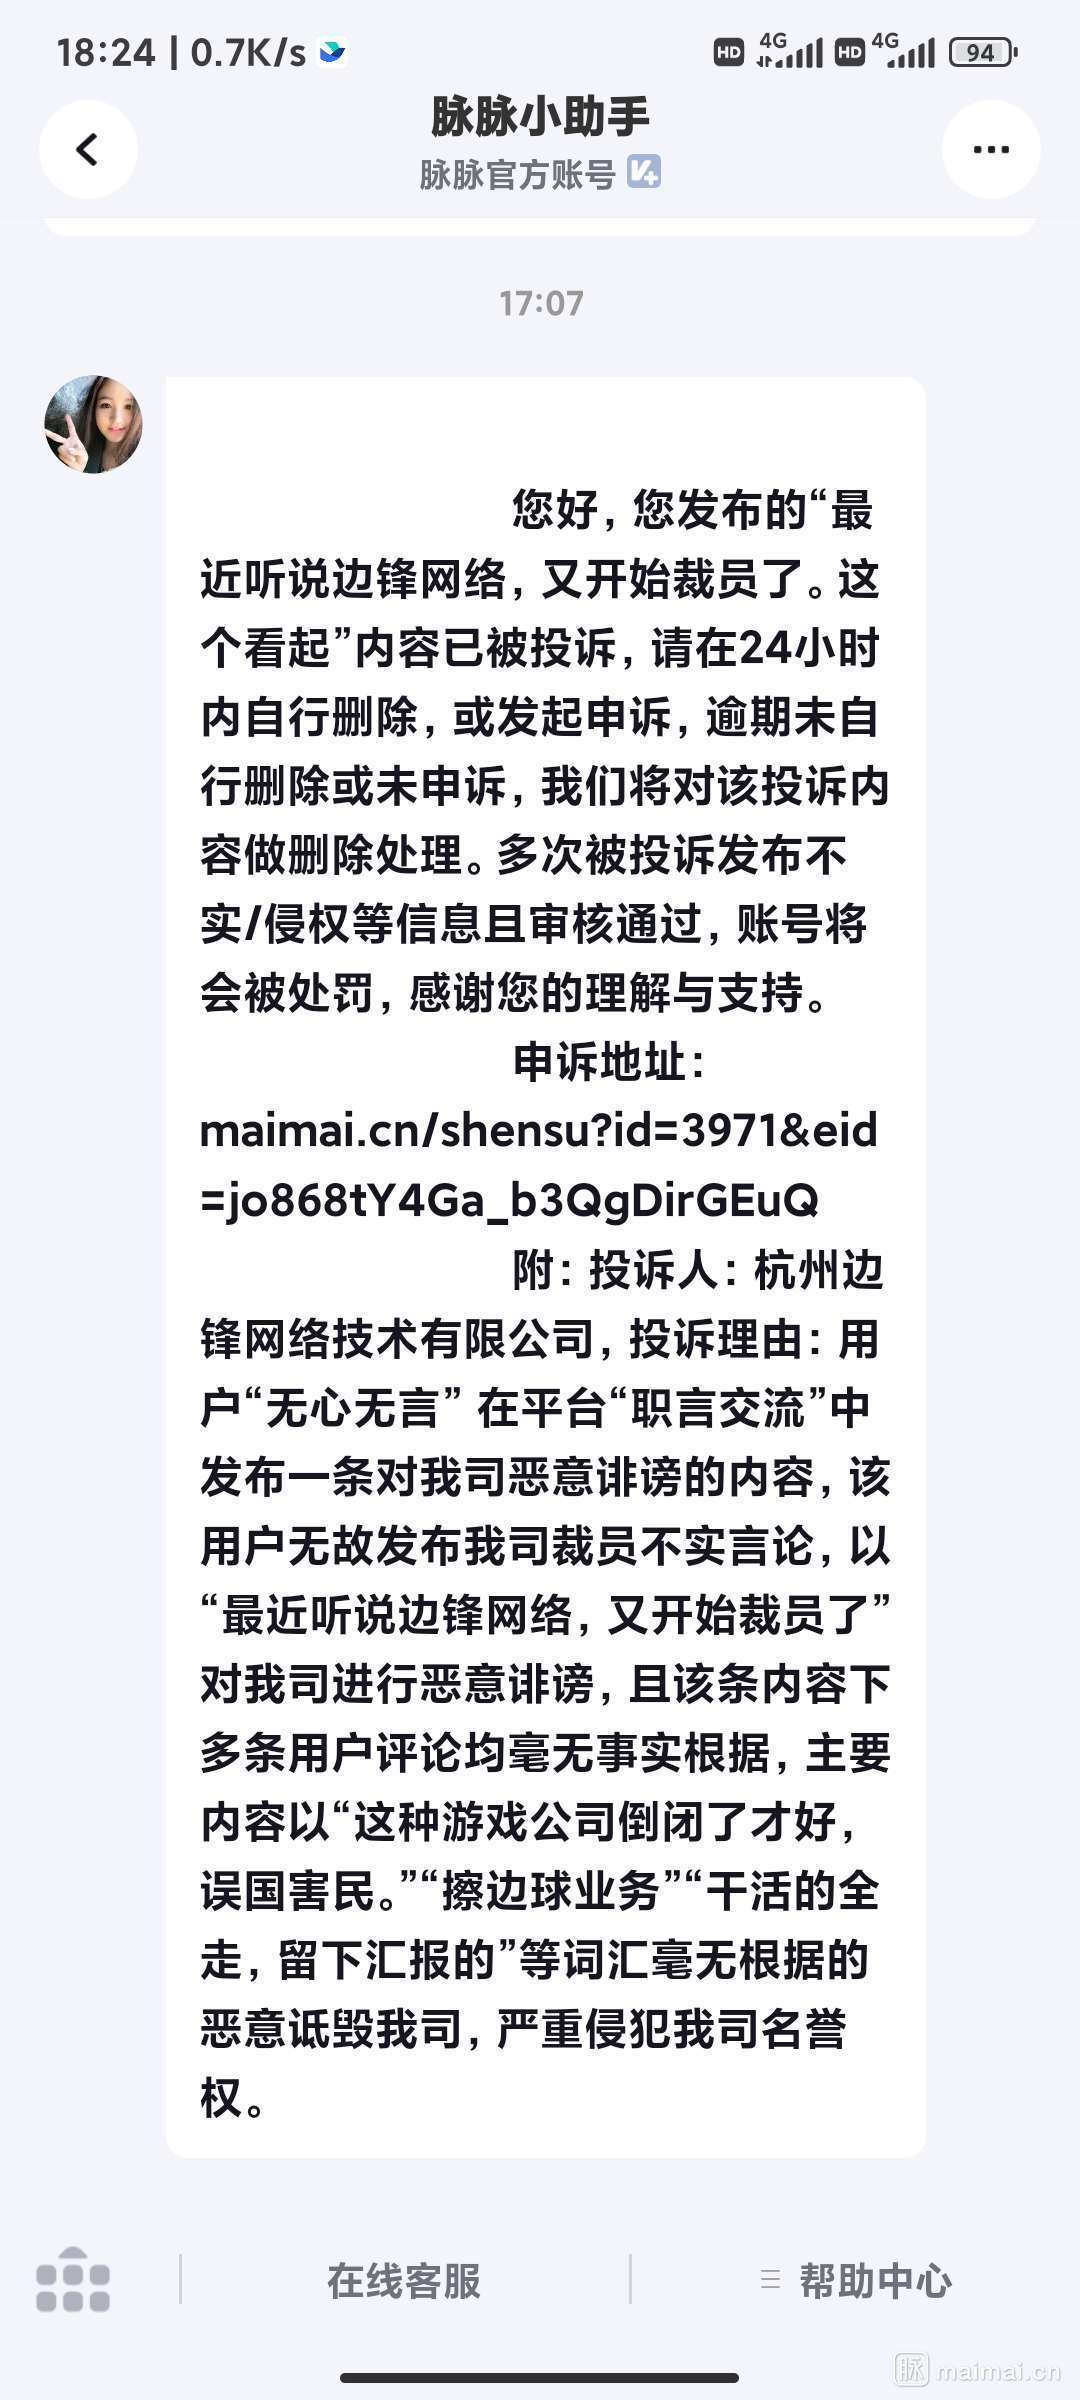 18:24 | 0.7K/s
HD 4G HD 4G 94
脉脉小助手
脉脉官方账号 V+
17:07
您好，您发布的“最
近听说边锋网络，又开始裁员了。这
个看起”内容已被投诉，请在24小时
内自行删除，或发起申诉，逾期未自
行删除或未申诉，我们将对该投诉内
容做删除处理。多次被投诉发布不
实/侵权等信息且审核通过，账号将
会被处罚，感谢您的理解与支持。
申诉地址：
maimai.cn/shensu?id=3971&eid
=jo868tY4Ga_b3QgDirGEuQ
附：投诉人：杭州边
锋网络技术有限公司，投诉理由：用
户“无心无言” 在平台“职言交流”中
发布一条对我司恶意诽谤的内容，该
用户无故发布我司裁员不实言论，以
“最近听说边锋网络，又开始裁员了”
对我司进行恶意诽谤，且该条内容下
多条用户评论均毫无事实根据，主要
内容以“这种游戏公司倒闭了才好，
误国害民。”“擦边球业务”“干活的全
走，留下汇报的”等词汇毫无根据的
恶意诋毁我司，严重侵犯我司名誉
权。
在线客服
帮助中心
脉 maimai.cn